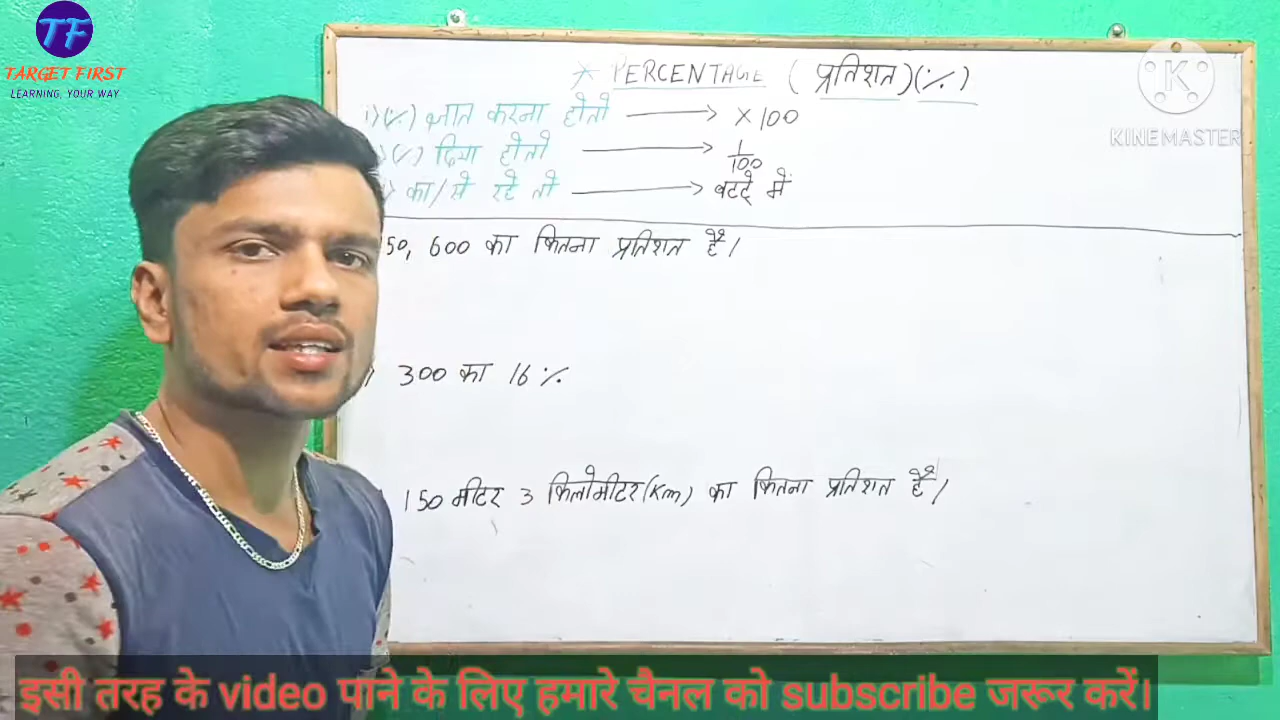 TF
TARGET FIRST
LEARNING, YOUR WAY
* PERCENTAGE ( प्रतिशत)(%)
i) (%) ज्ञात करना हो तो → × 100
) (%) दिया हो तो → 1/100
) का/से रहे तो → बटटे में
50, 600 का कितना प्रतिशत है।
) 300 का 16 %
150 मीटर 3 किलोमीटर(Km) का कितना प्रतिशत है।
K
KINEMASTER
इसी तरह के video पाने के लिए हमारे चैनल को subscribe जरूर करें।